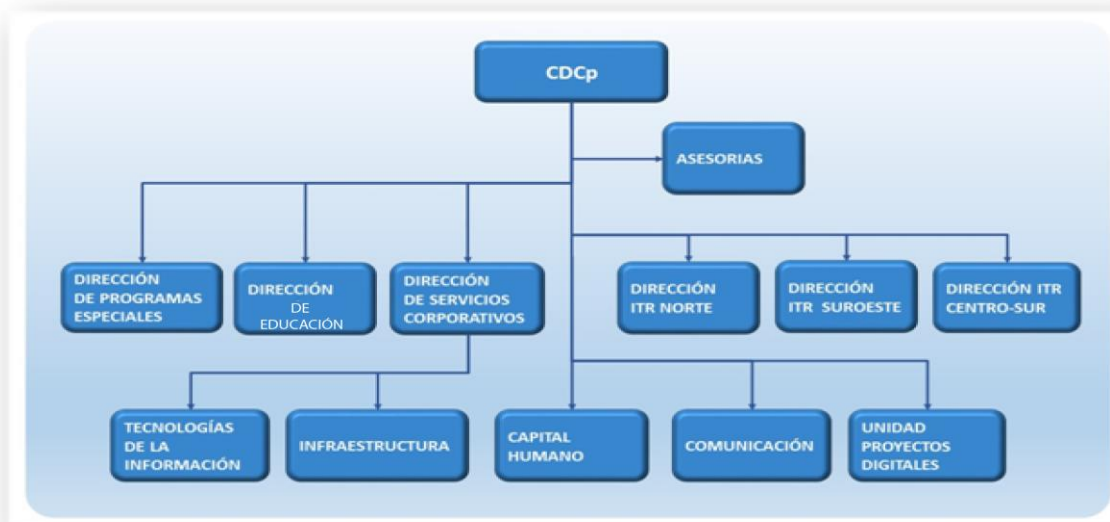 CDCp
ASESORIAS
DIRECCIÓN
DE PROGRAMAS
ESPECIALES
DIRECCIÓN
DE
EDUCACIÓN
DIRECCIÓN
DE SERVICIOS
CORPORATIVOS
DIRECCIÓN
ITR NORTE
DIRECCIÓN
ITR SUROESTE
DIRECCIÓN ITR
CENTRO-SUR
TECNOLOGÍAS
DE LA
INFORMACIÓN
INFRAESTRUCTURA
CAPITAL
HUMANO
COMUNICACIÓN
UNIDAD
PROYECTOS
DIGITALES